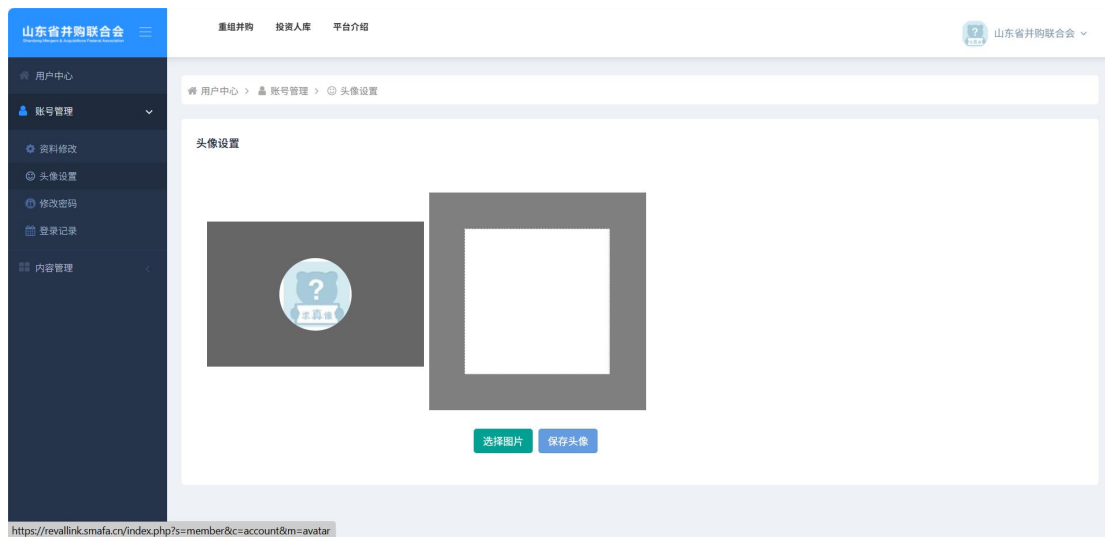 山东省并购联合会
重组并购 投资人库 平台介绍
山东省并购联合会
用户中心
账号管理
资料修改
头像设置
修改密码
登录记录
内容管理
用户中心 > 账号管理 > 头像设置
头像设置
?
求真像
选择图片 保存头像
https://revallink.smafa.cn/index.php?s=member&c=account&m=avatar